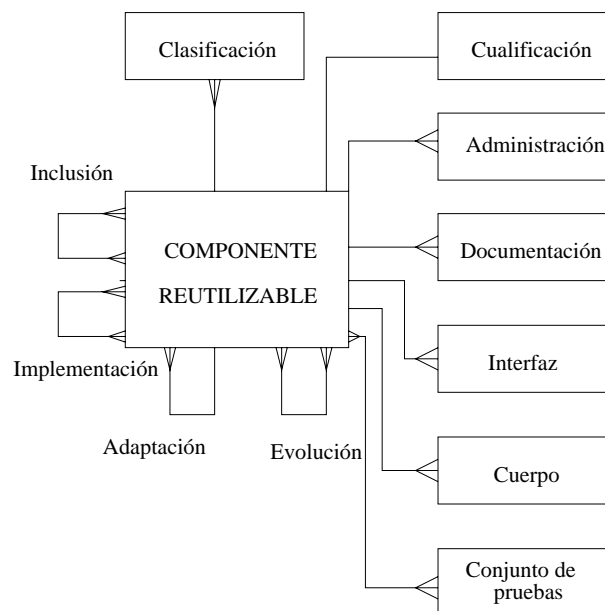 Clasificación
Cualificación
Administración
Inclusión
COMPONENTE
REUTILIZABLE
Documentación
Interfaz
Implementación
Adaptación
Evolución
Cuerpo
Conjunto de
pruebas